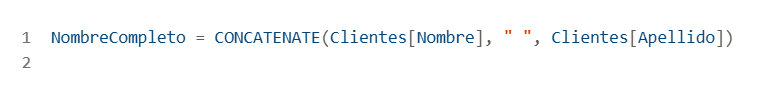 1 NombreCompleto = CONCATENATE(Clientes[Nombre], " ", Clientes[Apellido])
2